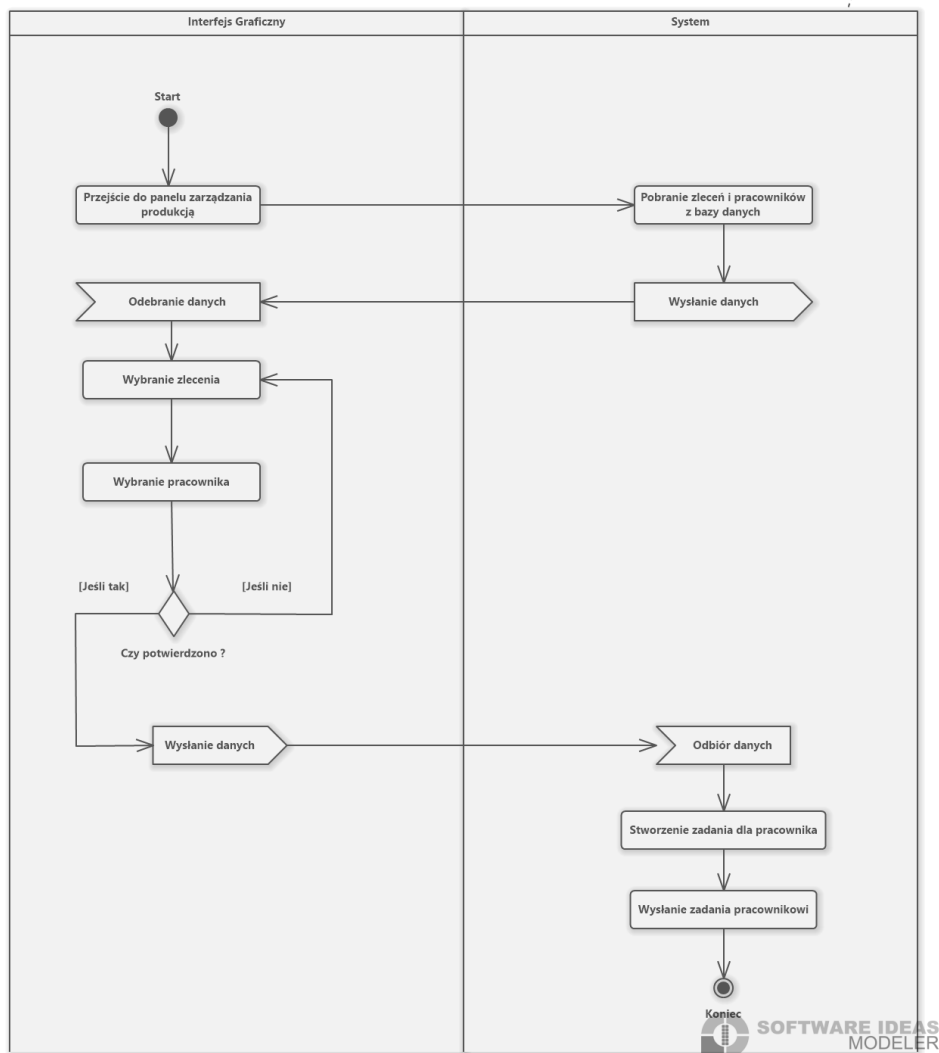 Interfejs Graficzny
System
Start
Przejście do panelu zarządzania
produkcją
Pobranie zleceń i pracowników
z bazy danych
Odebranie danych
Wysłanie danych
Wybranie zlecenia
Wybranie pracownika
[Jeśli tak]
[Jeśli nie]
Czy potwierdzono ?
Wysłanie danych
Odbiór danych
Stworzenie zadania dla pracownika
Wysłanie zadania pracownikowi
Koniec
SOFTWARE IDEAS
MODELER